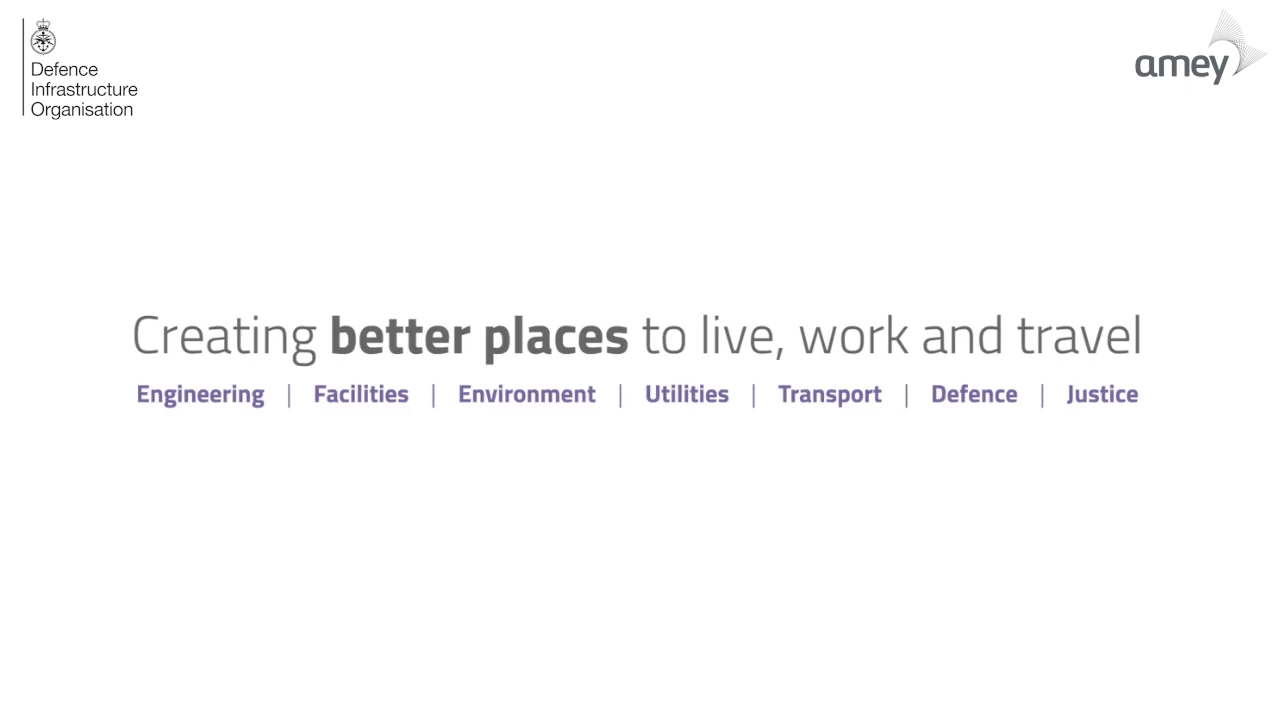 Defence
Infrastructure
Organisation
amey
Creating better places to live, work and travel
Engineering | Facilities | Environment | Utilities | Transport | Defence | Justice